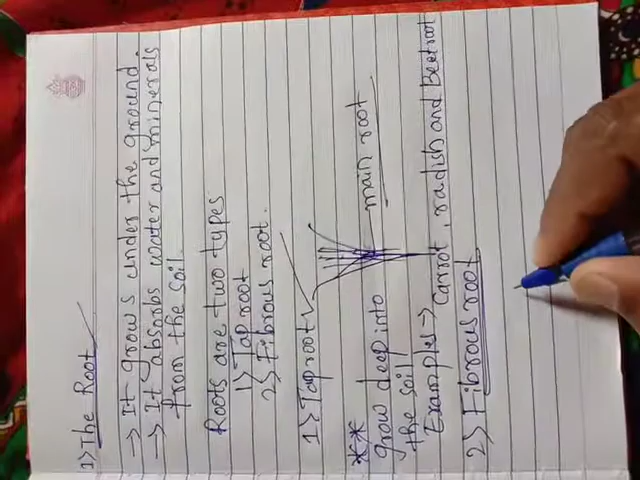 1> The Root
→ It grows under the ground.
→ It absorbs water and minerals
from the soil.
Roots are two types
1> Tap root
2> Fibrous root.
1> Tap root
main root
** grow deep into
the soil
Examples → Carrot, radish and Beetroot
2> Fibrous root